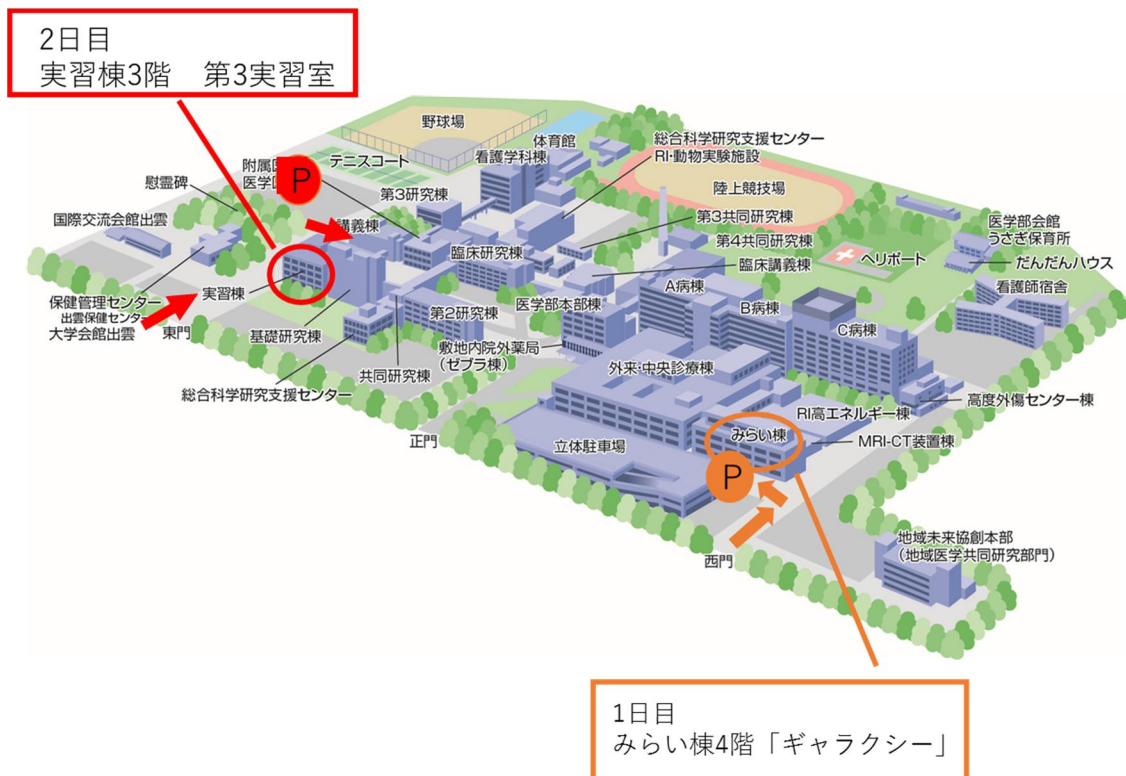 2日目
実習棟3階　第3実習室
野球場
体育館
総合科学研究支援センター
RI・動物実験施設
看護学科棟
テニスコート
附属
医学
P
慰霊碑
第3研究棟
陸上競技場
国際交流会館出雲
講義棟
第3共同研究棟
第4共同研究棟
医学部会館
うさぎ保育所
臨床研究棟
ヘリポート
だんだんハウス
臨床講義棟
看護師宿舎
実習棟
A病棟
保健管理センター
出雲保健センター
大学会館出雲
東門
基礎研究棟
第2研究棟
医学部本部棟
B病棟
C病棟
敷地内院外薬局
(ゼブラ棟)
共同研究棟
外来・中央診療棟
総合科学研究支援センター
高度外傷センター棟
RI高エネルギー棟
みらい棟
MRI-CT装置棟
正門
立体駐車場
P
西門
地域未来協創本部
(地域医学共同研究部門)
1日目
みらい棟4階「ギャラクシー」